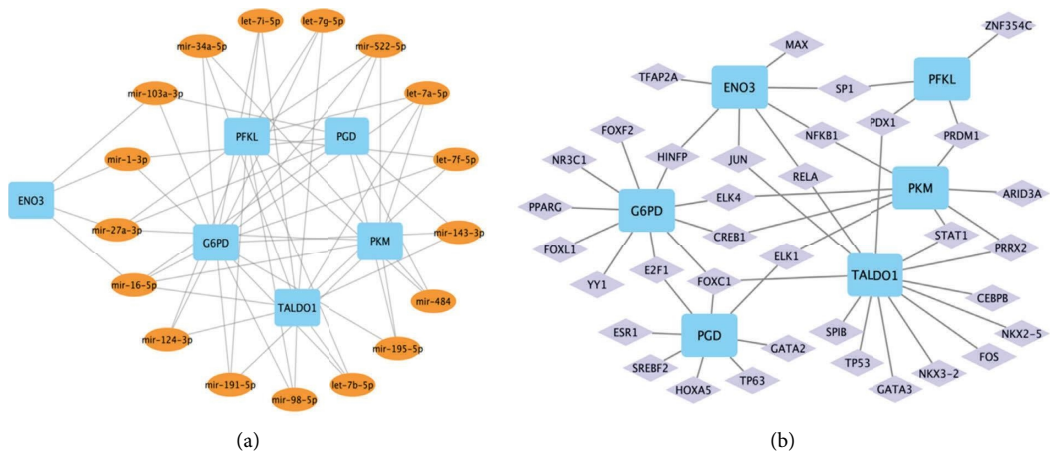 let-7i-5p
let-7g-5p
mir-34a-5p
mir-522-5p
mir-103a-3p
let-7a-5p
PFKL
PGD
mir-1-3p
let-7f-5p
ENO3
mir-27a-3p
G6PD
PKM
mir-143-3p
mir-16-5p
TALDO1
mir-484
mir-124-3p
mir-195-5p
mir-191-5p
let-7b-5p
mir-98-5p
(a)
ZNF354C
MAX
TFAP2A
ENO3
SP1
PFKL
FOXF2
NFKB1
PDX1
PRDM1
NR3C1
HINFP
JUN
RELA
PKM
ARID3A
PPARG
G6PD
ELK4
FOXL1
CREB1
STAT1
PRRX2
YY1
E2F1
FOXC1
ELK1
TALDO1
CEBPB
ESR1
PGD
GATA2
SPIB
NKX2-5
SREBF2
TP63
TP53
FOS
HOXA5
GATA3
NKX3-2
(b)